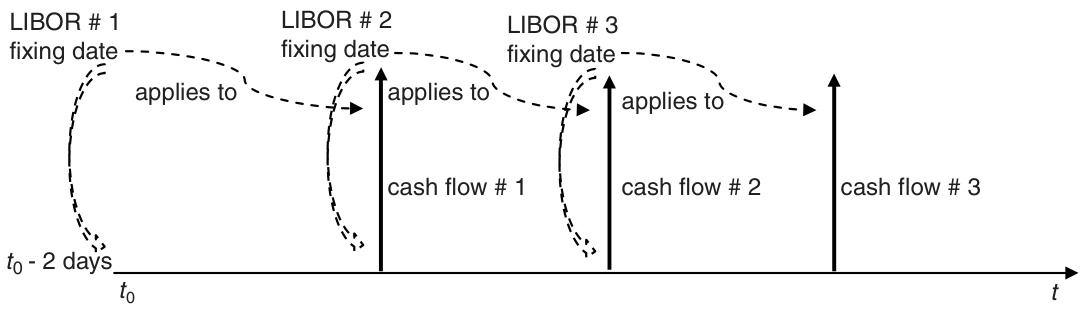 LIBOR # 1
fixing date
LIBOR # 2
fixing date
LIBOR # 3
fixing date
applies to
applies to
applies to
cash flow # 1
cash flow # 2
cash flow # 3
t0 - 2 days
t0
t